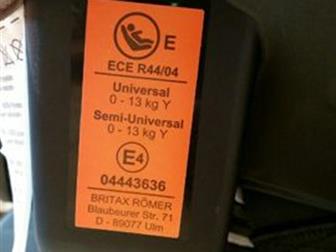 E
ECE R44/04
Universal
0 - 13 kg Y
Semi-Universal
0 - 13 kg Y
E4
04443636
BRITAX RÖMER
Blaubeurer Str. 71
D - 89077 Ulm